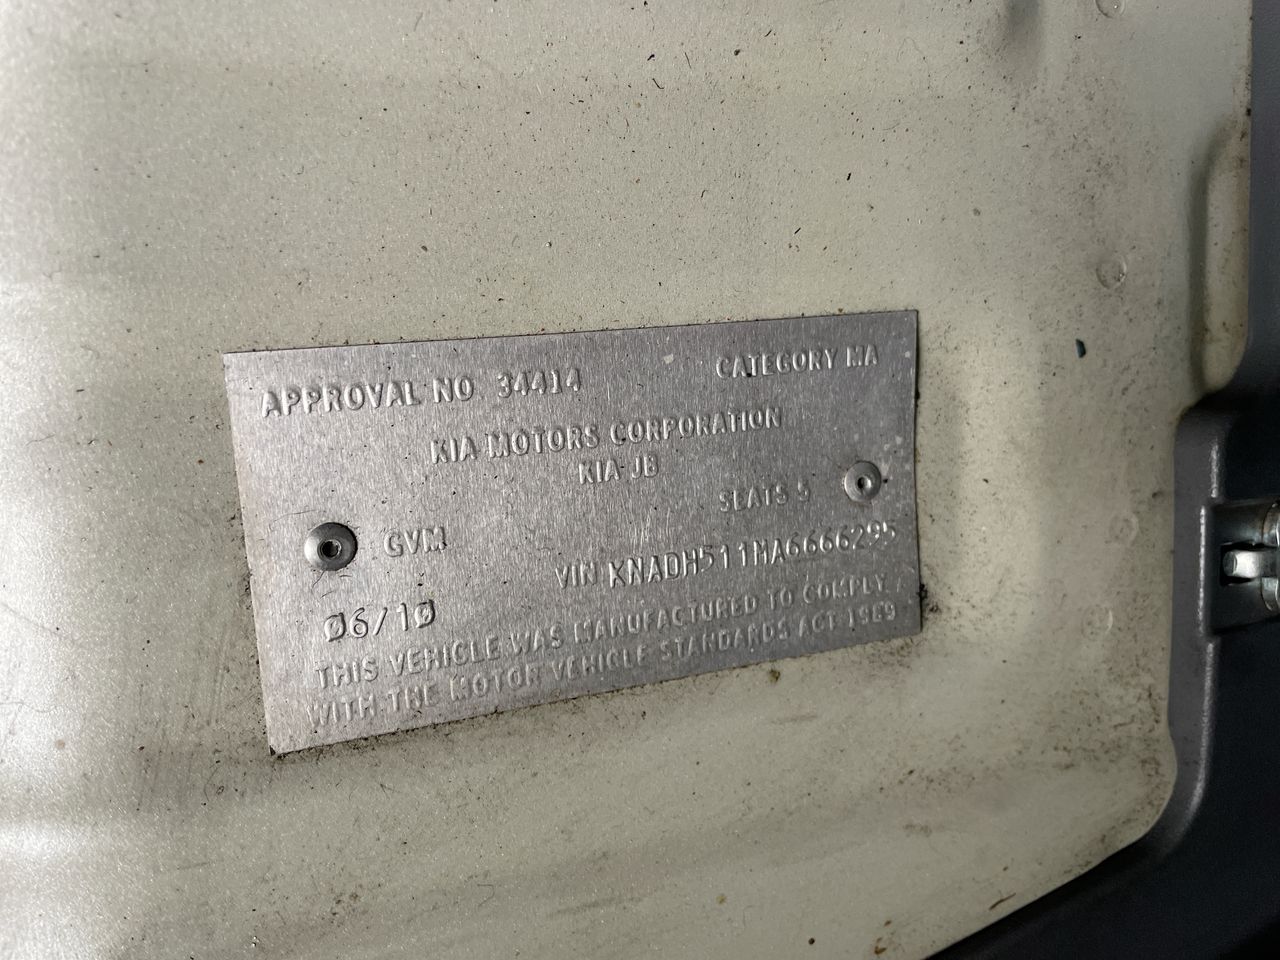 APPROVAL NO 34414 CATEGORY MA
KIA MOTORS CORPORATION
KIA JB
SEATS 5
GVM VIN KNADH511MA6666295
Ø6/1Ø
THIS VEHICLE WAS MANUFACTURED TO COMPLY
WITH THE MOTOR VEHICLE STANDARDS ACT 1989